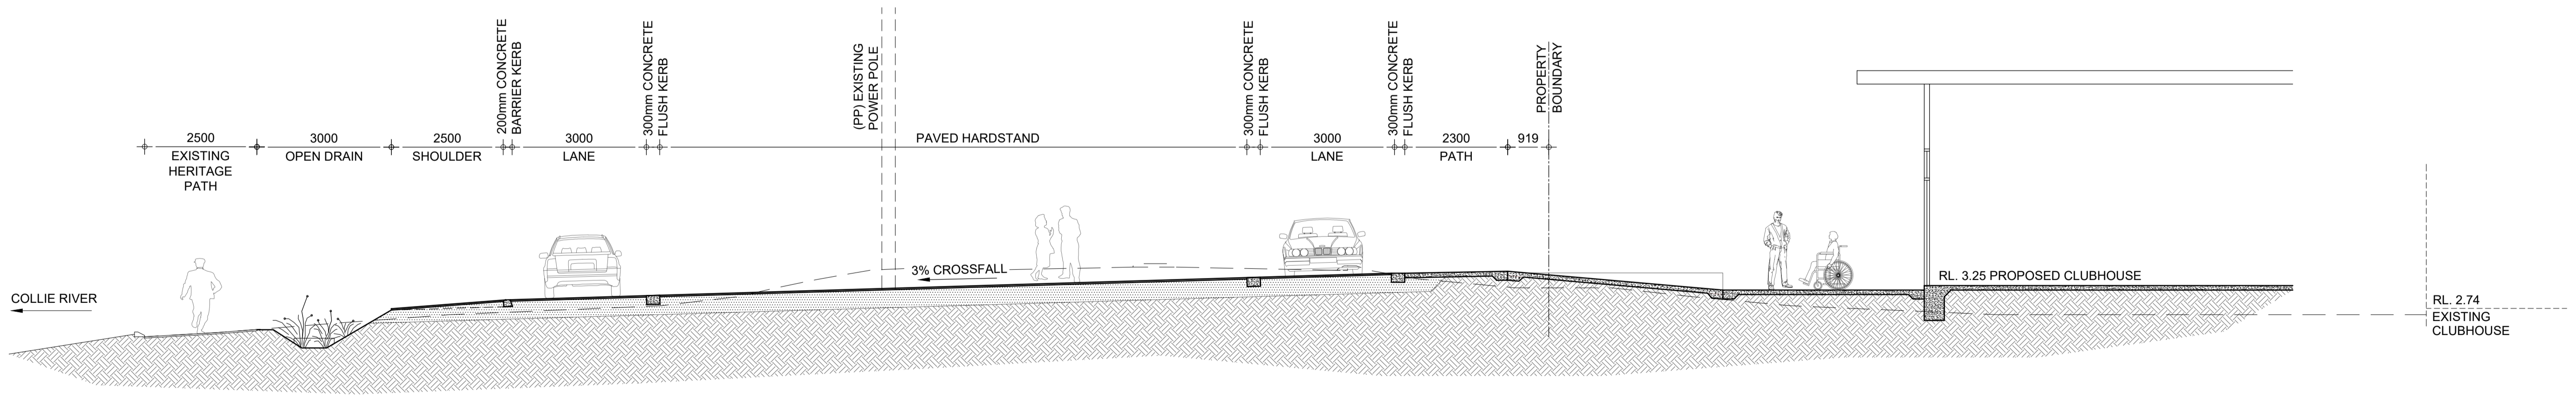 200mm CONCRETE
BARRIER KERB
300mm CONCRETE
FLUSH KERB
(PP) EXISTING
POWER POLE
300mm CONCRETE
FLUSH KERB
300mm CONCRETE
FLUSH KERB
PROPERTY
BOUNDARY
2500
EXISTING
HERITAGE
PATH
3000
OPEN DRAIN
2500
SHOULDER
3000
LANE
PAVED HARDSTAND
3000
LANE
2300
PATH
919
COLLIE RIVER
3% CROSSFALL
RL. 3.25 PROPOSED CLUBHOUSE
RL. 2.74
EXISTING
CLUBHOUSE